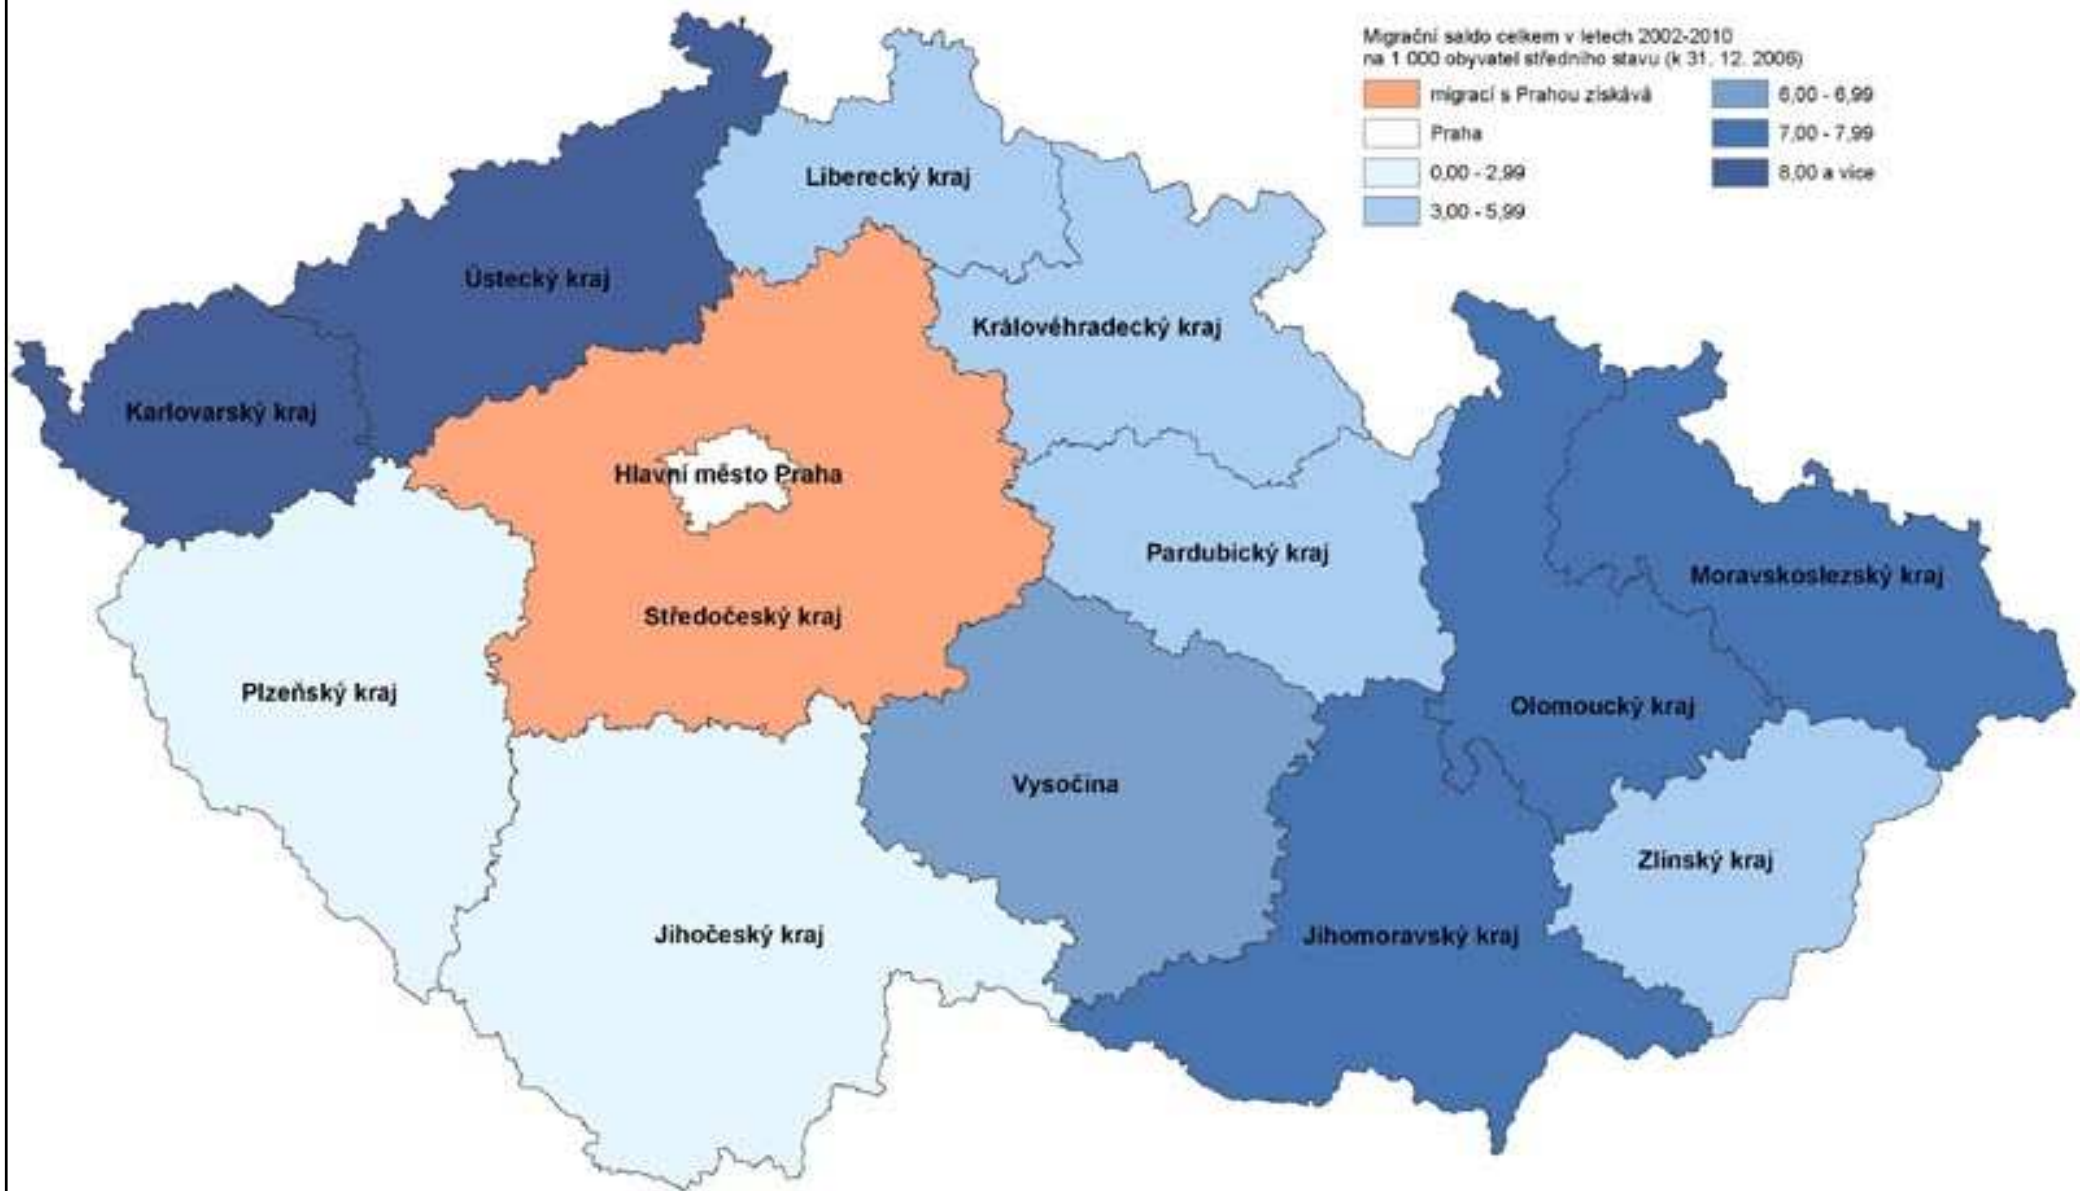 Migrační saldo celkem v letech 2002-2010
na 1 000 obyvatel středního stavu (k 31. 12. 2006)
migrací s Prahou získává
Praha
0,00 - 2,99
3,00 - 5,99
6,00 - 6,99
7,00 - 7,99
8,00 a více
Liberecký kraj
Ústecký kraj
Královéhradecký kraj
Karlovarský kraj
Hlavní město Praha
Pardubický kraj
Moravskoslezský kraj
Středočeský kraj
Plzeňský kraj
Olomoucký kraj
Vysočina
Zlínský kraj
Jihočeský kraj
Jihomoravský kraj